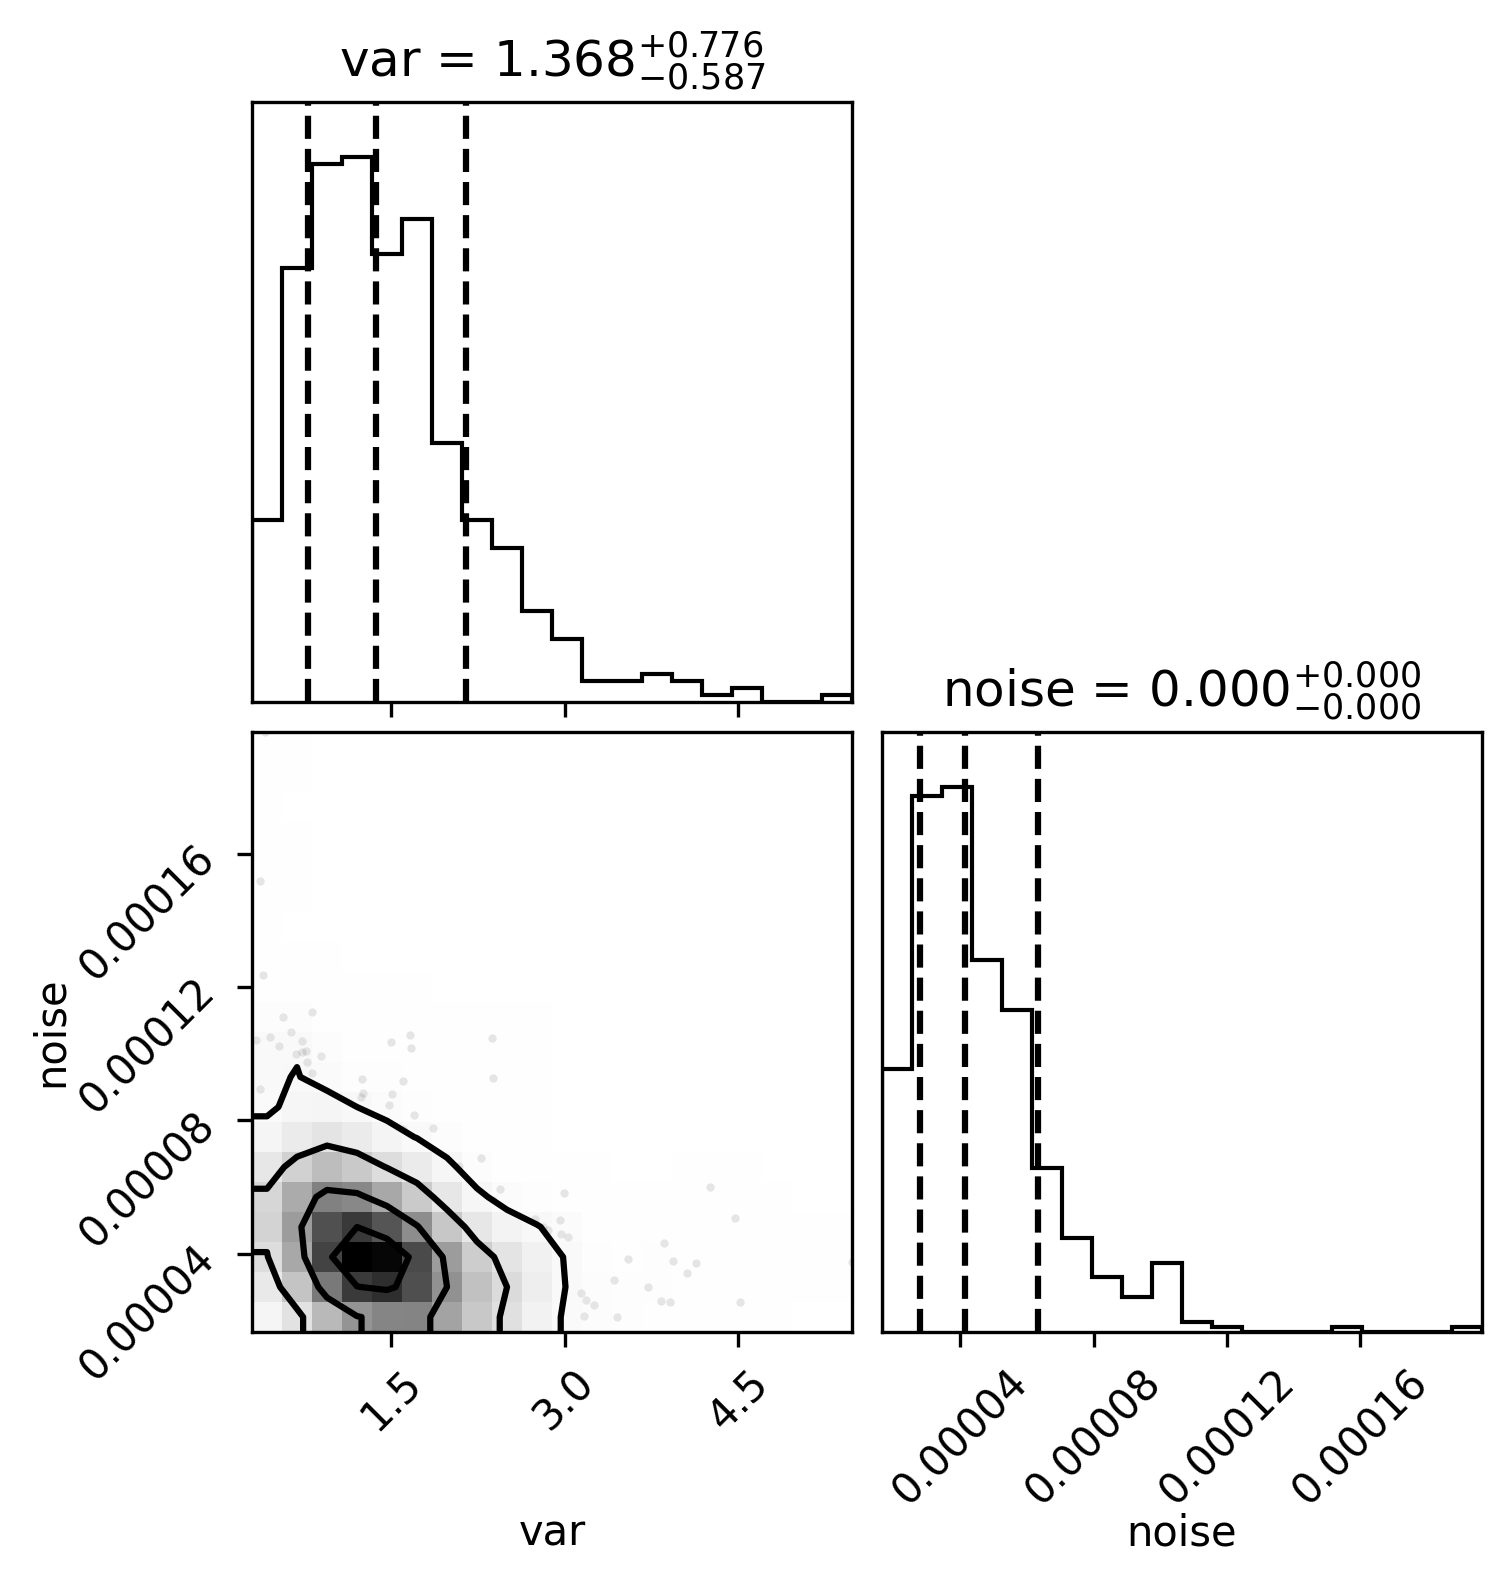 var = 1.368 +0.776 −0.587
noise = 0.000 +0.000 −0.000
0.00016
0.00012
0.00008
0.00004
noise
1.5 3.0 4.5
0.00004 0.00008 0.00012 0.00016
var
noise